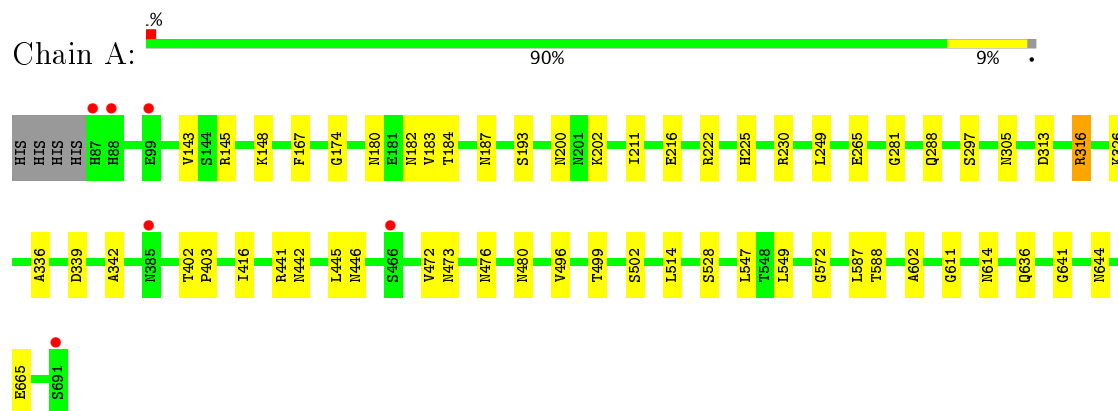 .%
Chain A:
90% 9% •
HIS HIS HIS HIS H87 H88 E99 V143 S144 R145 K148 F167 G174 N180 E181 N182 V183 T184 N187 S193 N200 N201 K202 I211 E216 R222 H225 R230 L249 E265 G281 Q288 S297 N305 D313 R316 K326
A336 D339 A342 N385 T402 P403 I416 R441 N442 L445 N446 S466 V472 N473 N476 N480 V496 T499 S502 L514 S528 L547 T548 L549 G572 L587 T588 A602 G611 N614 Q636 G641 N644
E665 S691